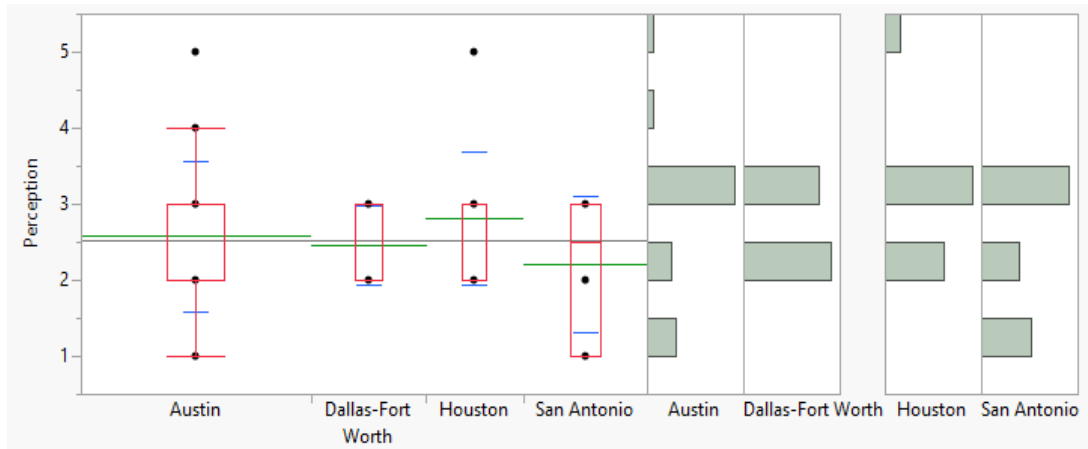 Perception
5
4
3
2
1
Austin
Dallas-Fort
Worth
Houston
San Antonio
Austin
Dallas-Fort Worth
Houston
San Antonio